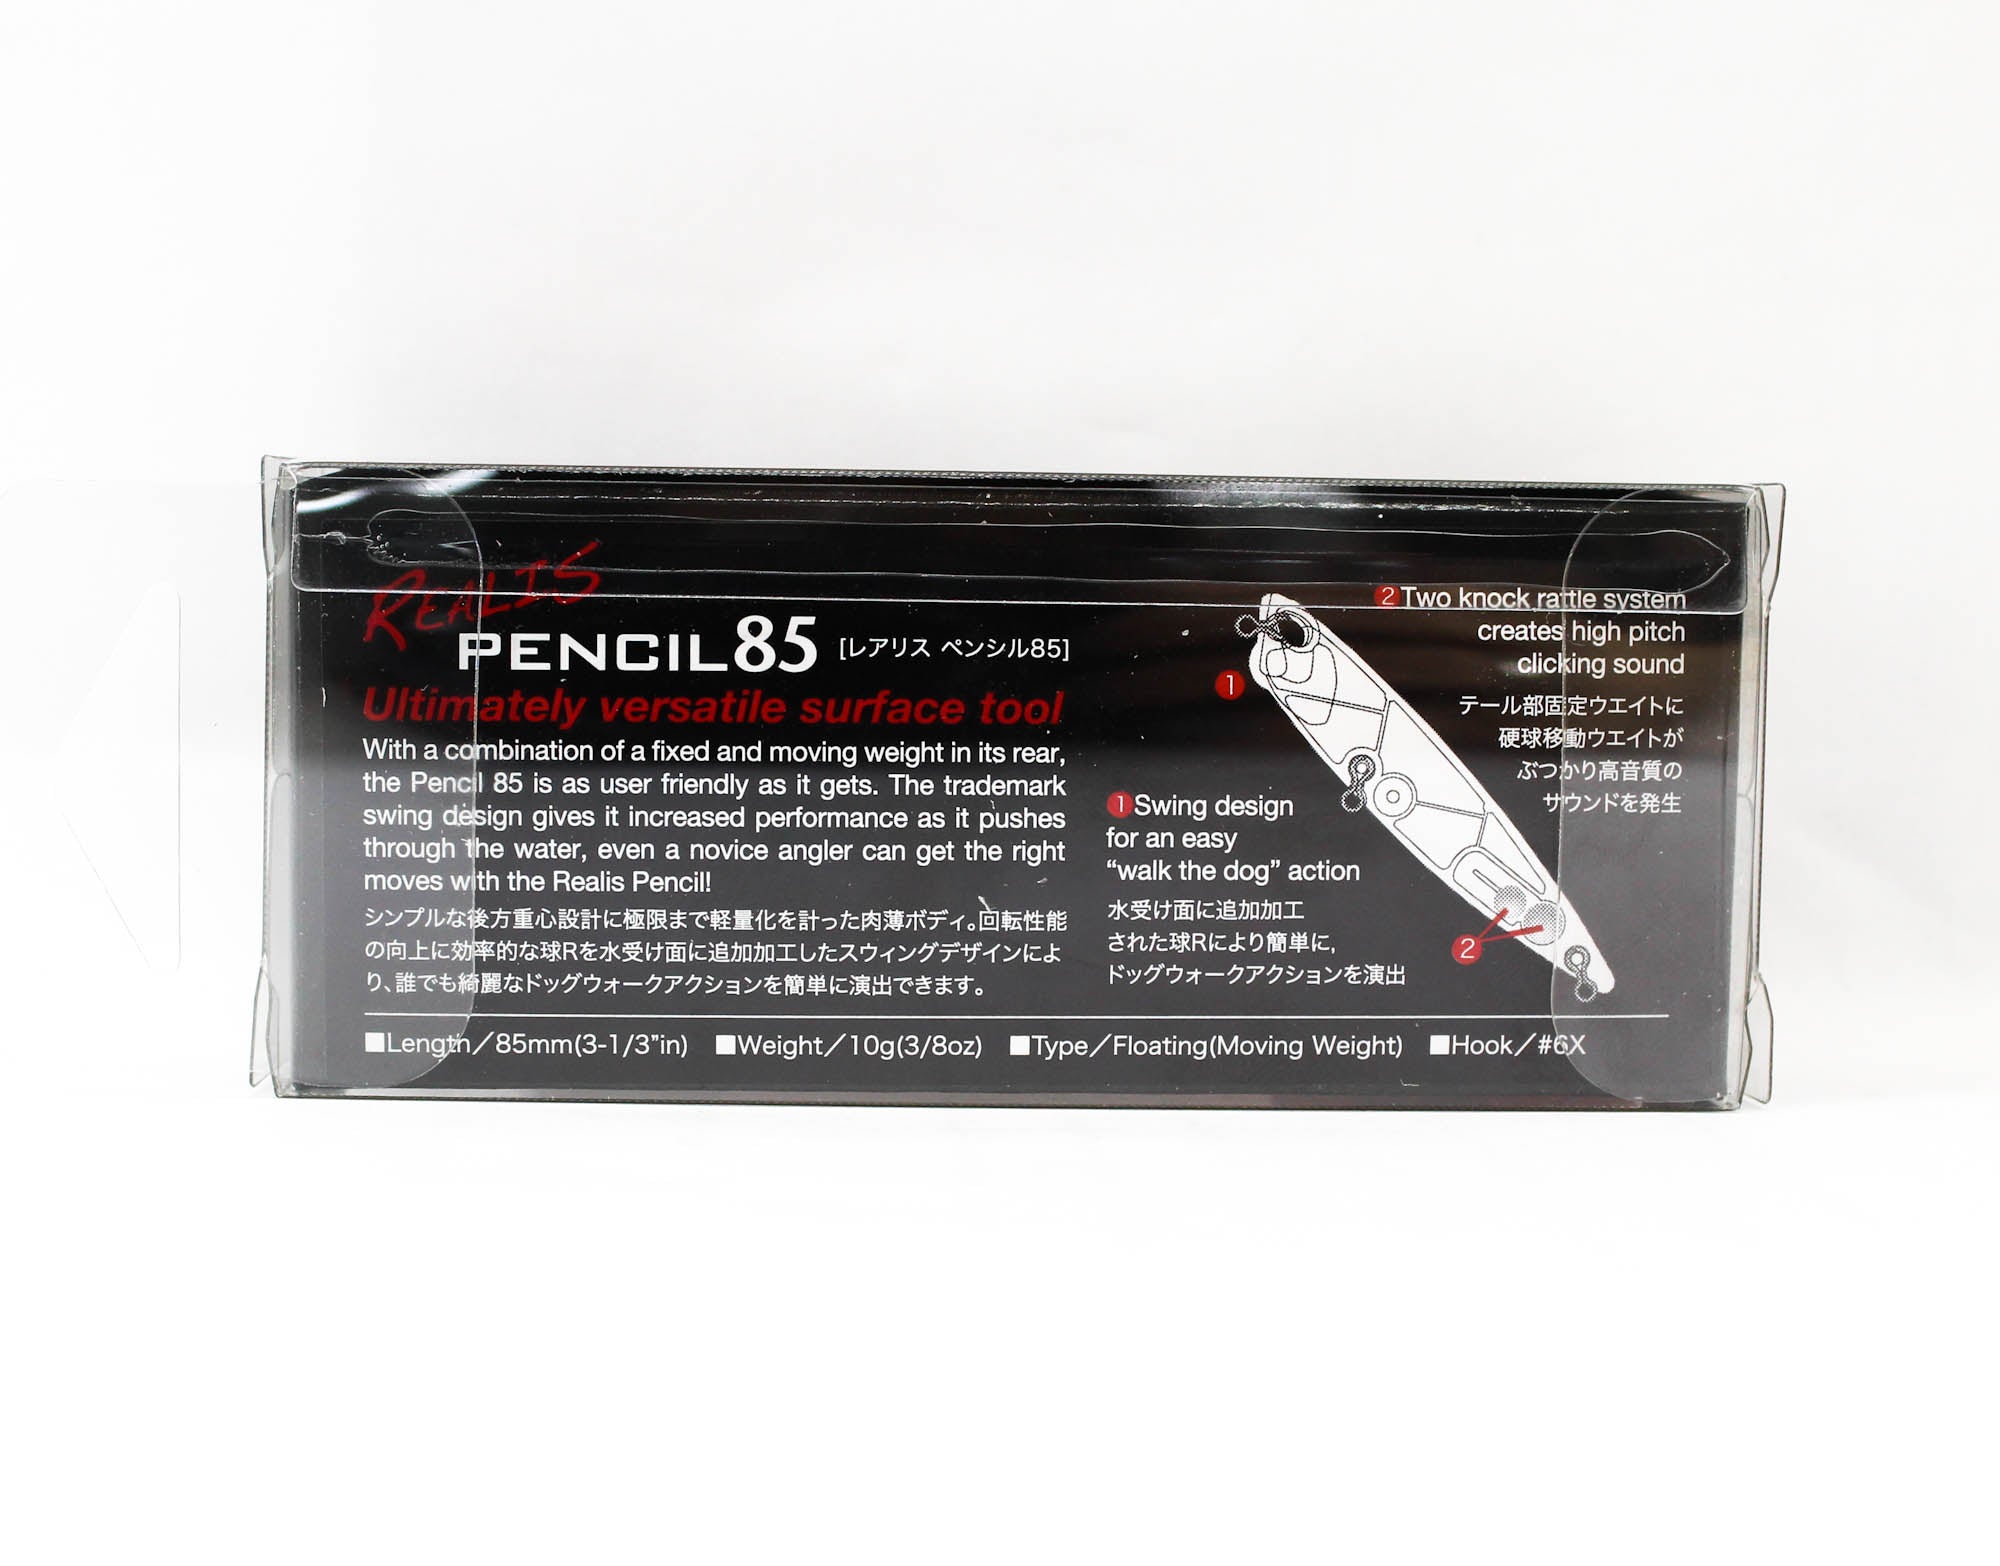 REALIS
PENCIL85 [レアリス ペンシル85]
Ultimately versatile surface tool
With a combination of a fixed and moving weight in its rear,
the Pencil 85 is as user friendly as it gets. The trademark
swing design gives it increased performance as it pushes
through the water, even a novice angler can get the right
moves with the Realis Pencil!
シンプルな後方重心設計に極限まで軽量化を計った肉薄ボディ。回転性能
の向上に効率的な球Rを水受け面に追加加工したスウィングデザインによ
り、誰でも綺麗なドッグウォークアクションを簡単に演出できます。
1
1 Swing design
for an easy
“walk the dog” action
水受け面に追加加工
された球Rにより簡単に,
ドッグウォークアクションを演出
2 Two knock rattle system
creates high pitch
clicking sound
テール部固定ウエイトに
硬球移動ウエイトが
ぶつかり高音質の
サウンドを発生
2
■Length／85mm(3-1/3”in) ■Weight／10g(3/8oz) ■Type／Floating(Moving Weight) ■Hook／#6X